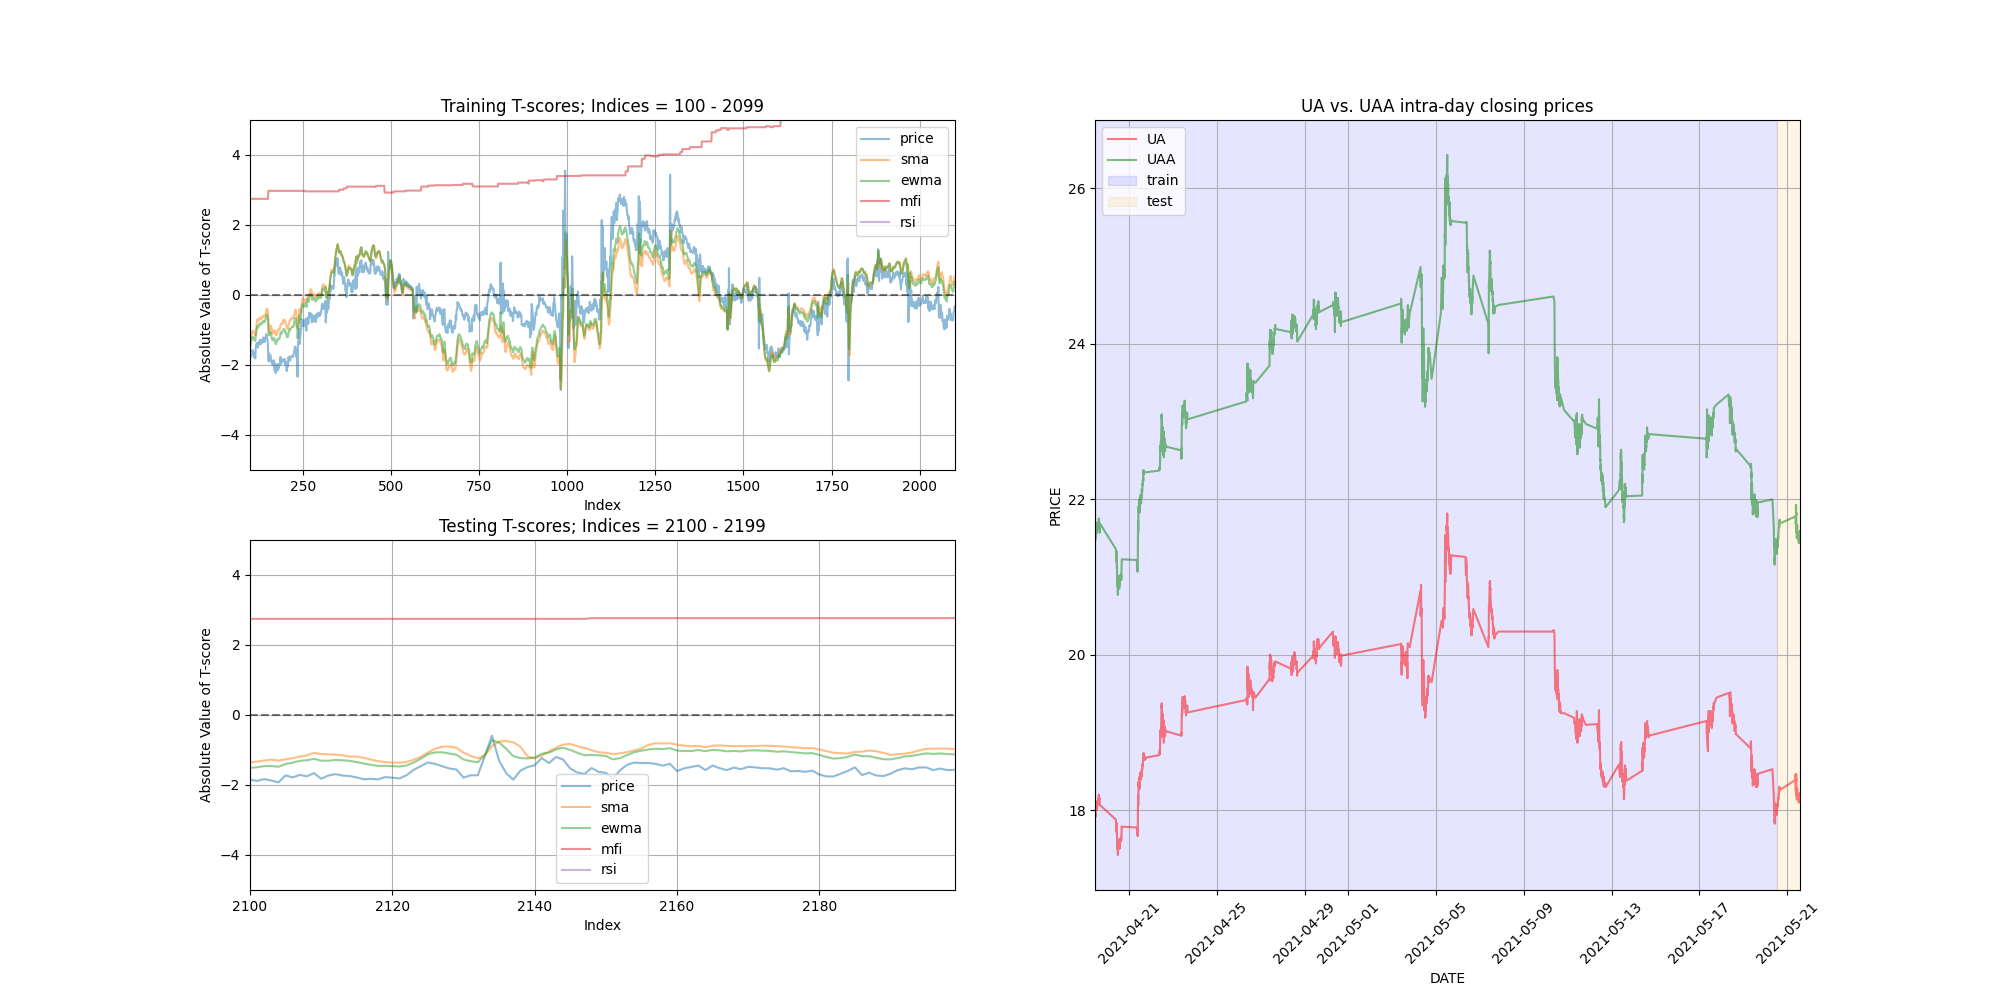 Training T-scores; Indices = 100 - 2099
Absolute Value of T-score
4
2
0
−2
−4
price
sma
ewma
mfi
rsi
250
500
750
1000
1250
1500
1750
2000
Index
Testing T-scores; Indices = 2100 - 2199
Absolute Value of T-score
4
2
0
−2
−4
price
sma
ewma
mfi
rsi
2100
2120
2140
2160
2180
Index
UA vs. UAA intra-day closing prices
UA
UAA
train
test
PRICE
26
24
22
20
18
2021-04-21
2021-04-25
2021-04-29
2021-05-01
2021-05-05
2021-05-09
2021-05-13
2021-05-17
2021-05-21
DATE